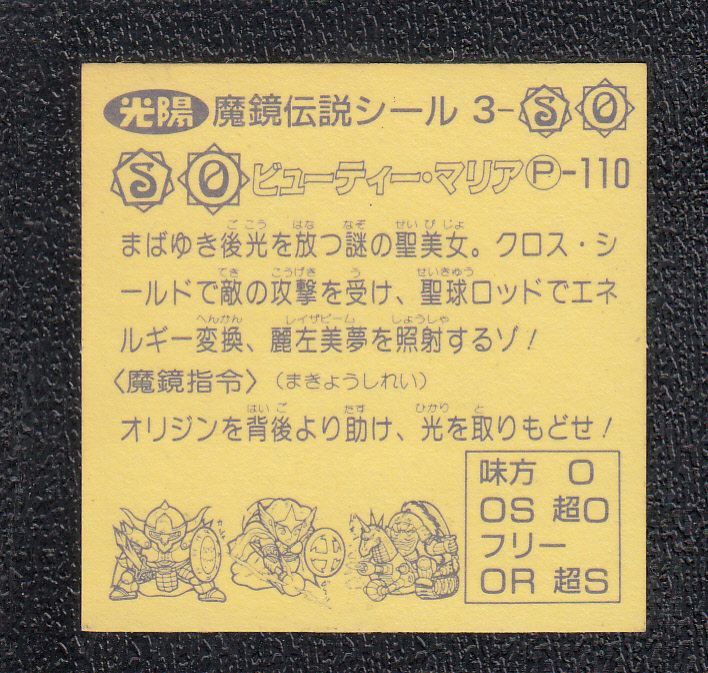 光陽 魔鏡伝説シール 3-S O
S O ビューティー・マリア Ⓟ-110
まばゆき後光を放つ謎の聖美女。クロス・シ
ールドで敵の攻撃を受け、聖球ロッドでエネ
ルギー変換、麗左美夢を照射するゾ!
〈魔鏡指令〉(まきょうしれい)
オリジンを背後より助け、光を取りもどせ!
味方 O
OS 超O
フリー
OR 超S